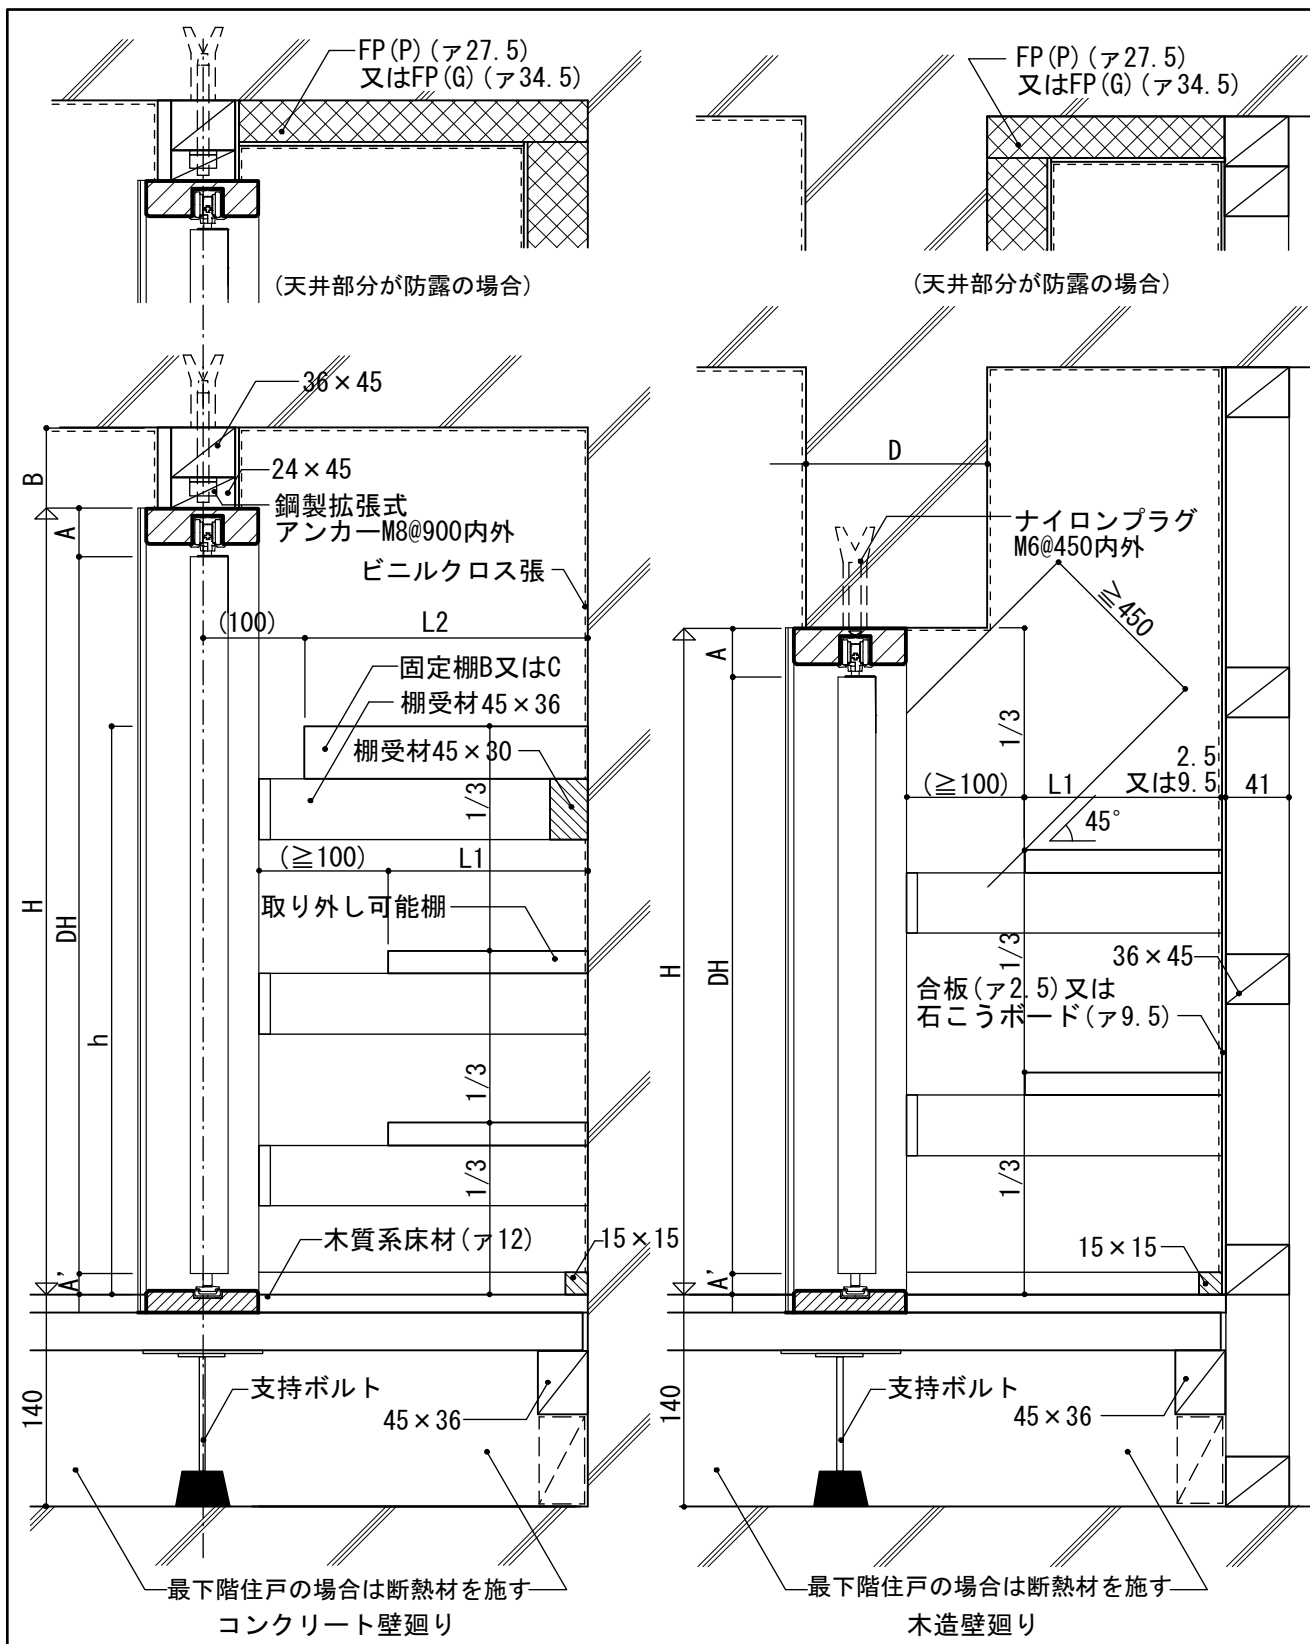 FP(P)(ァ27.5)
又はFP(G)(ァ34.5)
(天井部分が防露の場合)
FP(P)(ァ27.5)
又はFP(G)(ァ34.5)
(天井部分が防露の場合)
36×45
24×45
鋼製拡張式
アンカーM8@900内外
ビニルクロス張
B
A
(100)
L2
固定棚B又はC
棚受材45×36
棚受材45×30
1/3
(≧100)
L1
取り外し可能棚
H
DH
h
1/3
1/3
木質系床材(ァ12)
15×15
A'
140
支持ボルト
45×36
最下階住戸の場合は断熱材を施す
コンクリート壁廻り
D
ナイロンプラグ
M6@450内外
≧450
A
1/3
2.5
又は9.5
(≧100)
L1
41
45°
H
DH
1/3
36×45
合板(ァ2.5)又は
石こうボード(ァ9.5)
1/3
15×15
A'
140
支持ボルト
45×36
最下階住戸の場合は断熱材を施す
木造壁廻り